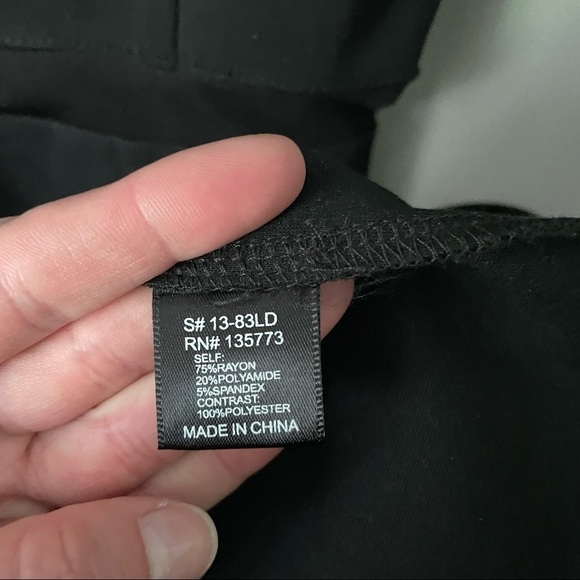 S# 13-83LD
RN# 135773
SELF:
75%RAYON
20%POLYAMIDE
5%SPANDEX
CONTRAST:
100%POLYESTER
MADE IN CHINA